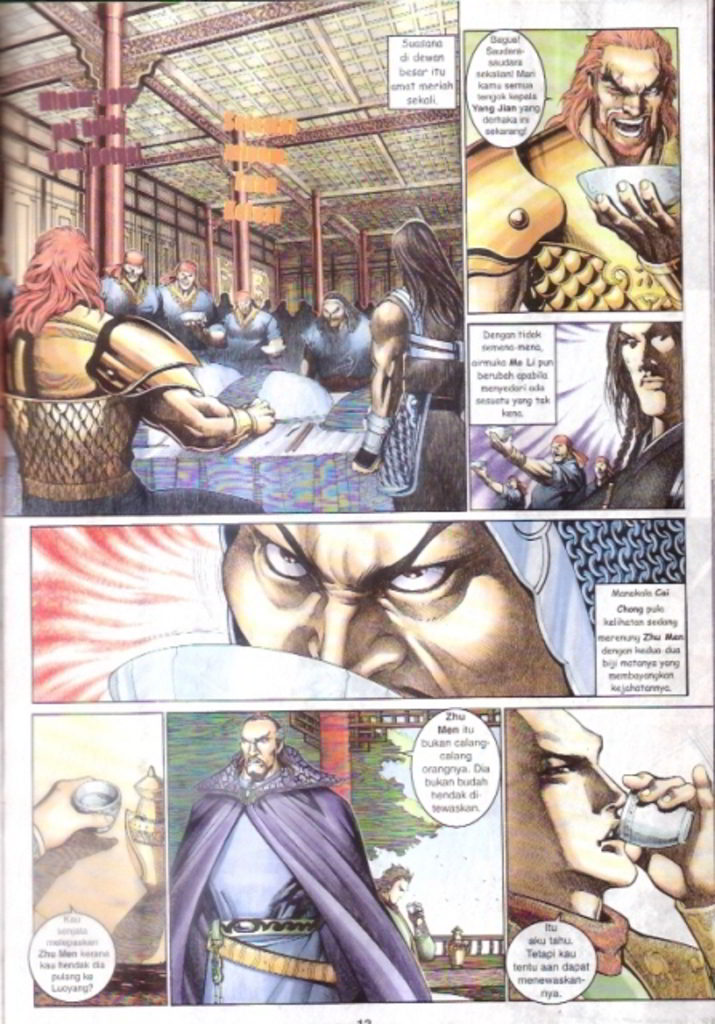 Suasana
di dewan
besar itu
amat meriah
sekali.
Bagus!
Saudara-
saudara
sekalian! Mari
kamu semua
tengok kepala
Yang Jian yang
derhaka ini
sekarang!
Dengan tidak
semena-mena,
airmuka Mo Li
pun
berubah apabila
menyedari ada
sesuatu yang tak
kena.
Manakala Cai
Chong pula
kelihatan sedang
merenung Zhu Men
dengan kedua dua
biji matanya yang
membayangkan
kejahatannya.
Kau
sengaja
melepaskan
Zhu Men kerana
kau hendak dia
pulang ke
Luoyang?
Zhu
Men itu
bukan calang-
calang
orangnya. Dia
bukan budah
hendak di-
tewaskan.
Itu
aku tahu.
Tetapi kau
tentu aan dapat
menewaskan-
nya.